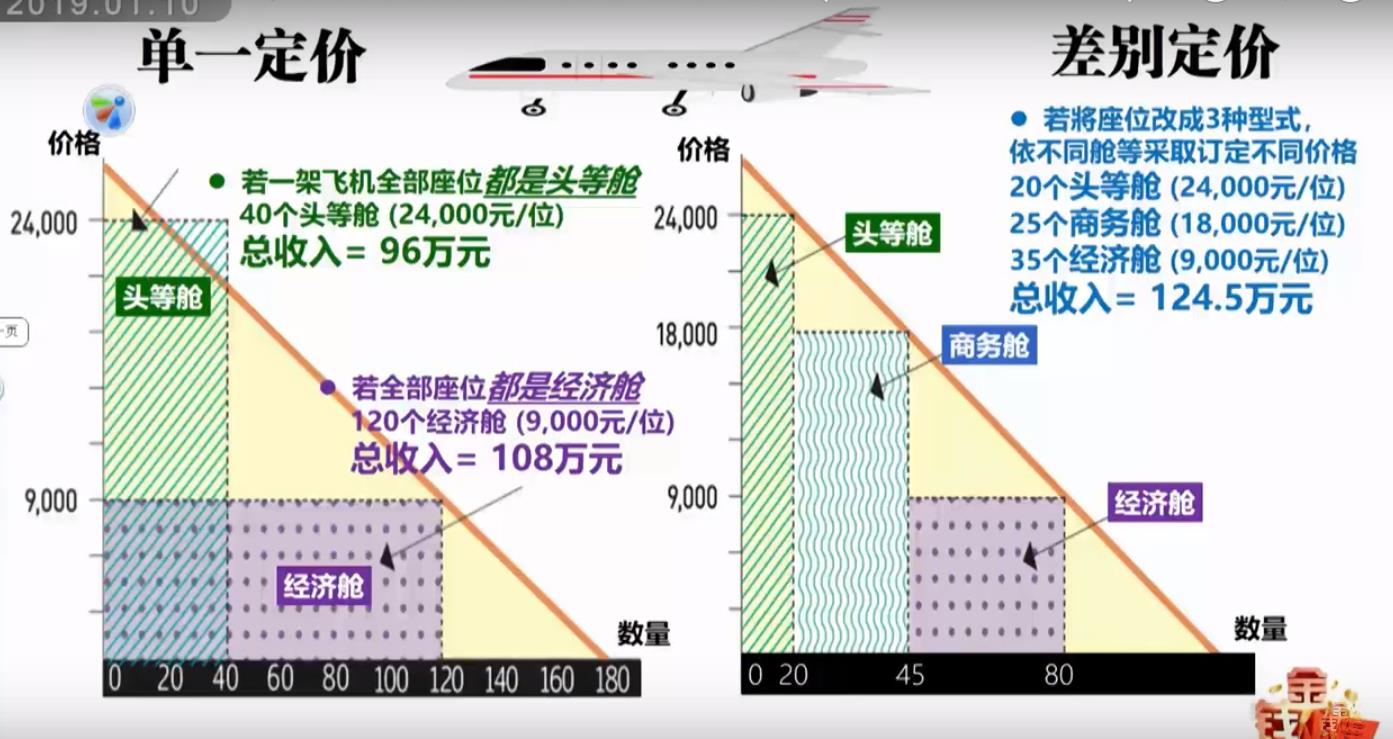 2019.01.10
单一定价
差别定价
价格
24,000
9,000
● 若一架飞机全部座位都是头等舱
40个头等舱 (24,000元/位)
总收入= 96万元
头等舱
● 若全部座位都是经济舱
120个经济舱 (9,000元/位)
总收入= 108万元
经济舱
数量
0 20 40 60 80 100 120 140 160 180
页
价格
24,000
18,000
9,000
头等舱
商务舱
经济舱
● 若將座位改成3种型式，
依不同舱等采取订定不同价格
20个头等舱 (24,000元/位)
25个商务舱 (18,000元/位)
35个经济舱 (9,000元/位)
总收入= 124.5万元
数量
0 20 45 80
金钱